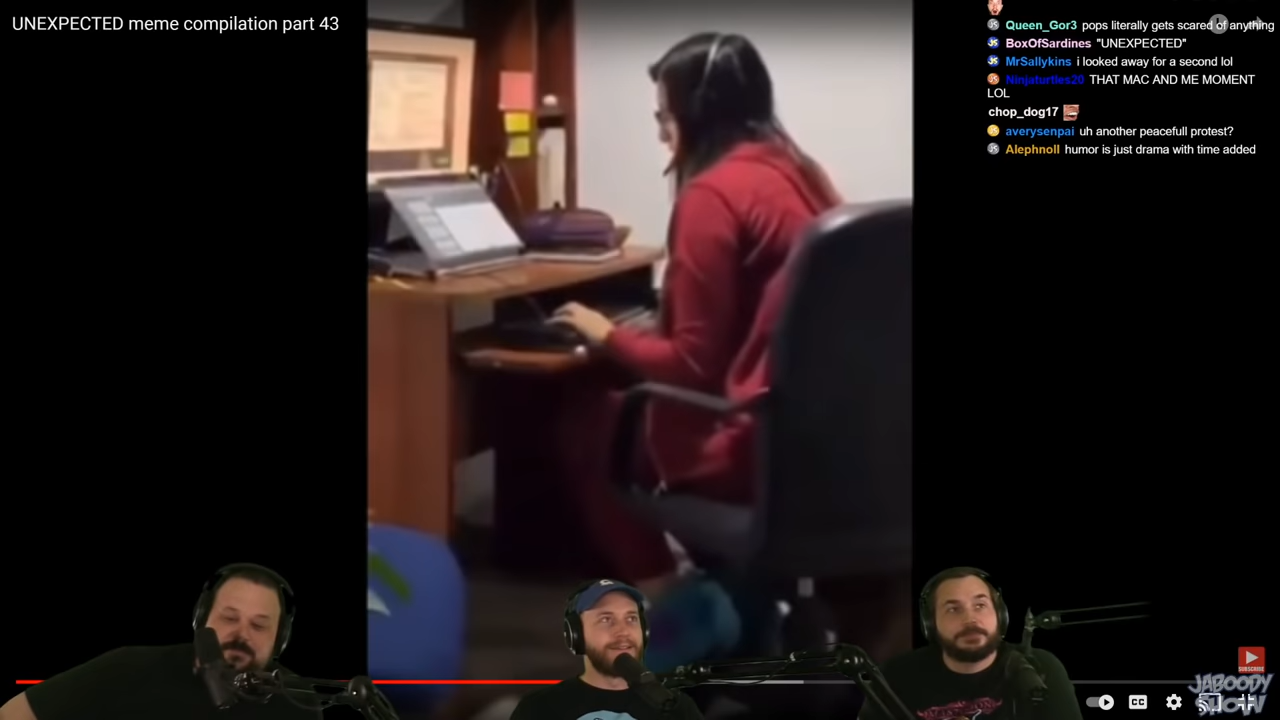 UNEXPECTED meme compilation part 43
Queen_Gor3 pops literally gets scared of anything
BoxOfSardines "UNEXPECTED"
MrSallykins i looked away for a second lol
Ninjaturtles20 THAT MAC AND ME MOMENT
LOL
chop_dog17
averysenpai uh another peacefull protest?
Alephnoll humor is just drama with time added
SUBSCRIBE
JABOODY
SHOW
CC